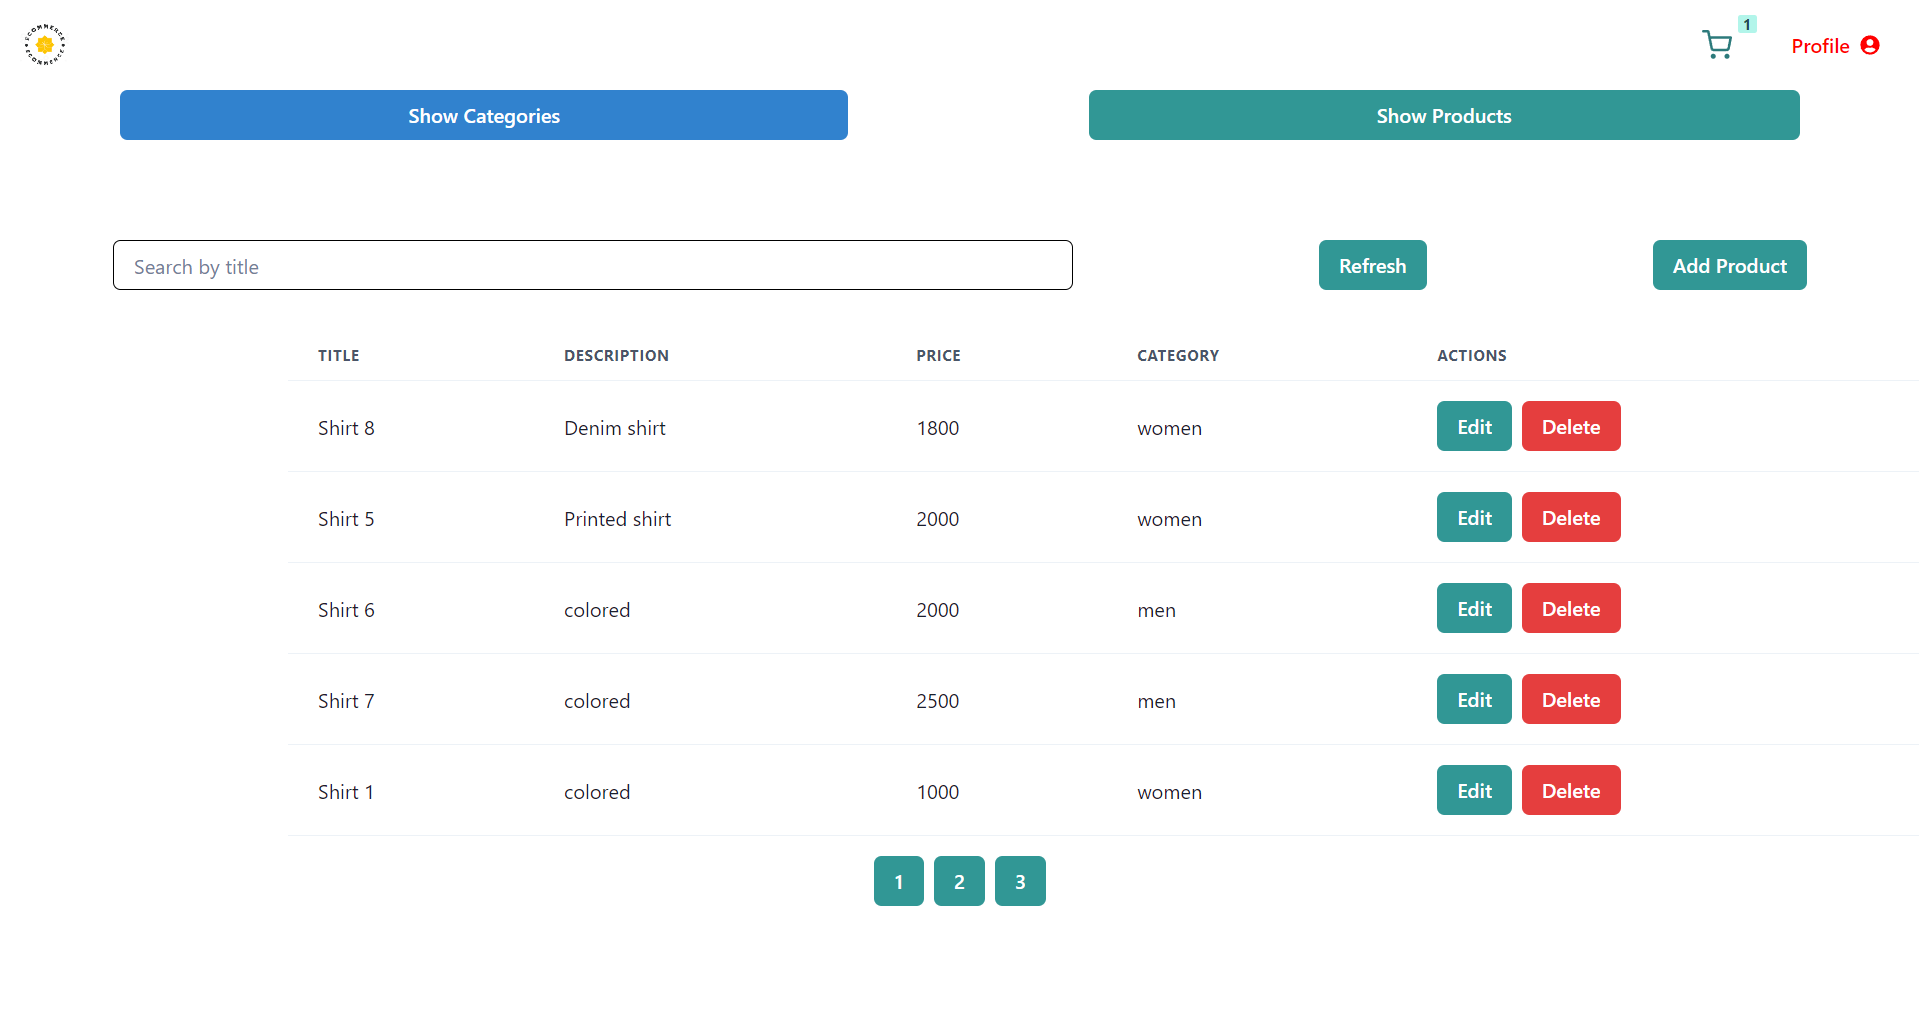 ECOMMERCE
ECOMMERCE
1
Profile
Show Categories Show Products
Search by title Refresh Add Product
TITLE DESCRIPTION PRICE CATEGORY ACTIONS
Shirt 8 Denim shirt 1800 women Edit Delete
Shirt 5 Printed shirt 2000 women Edit Delete
Shirt 6 colored 2000 men Edit Delete
Shirt 7 colored 2500 men Edit Delete
Shirt 1 colored 1000 women Edit Delete
1 2 3